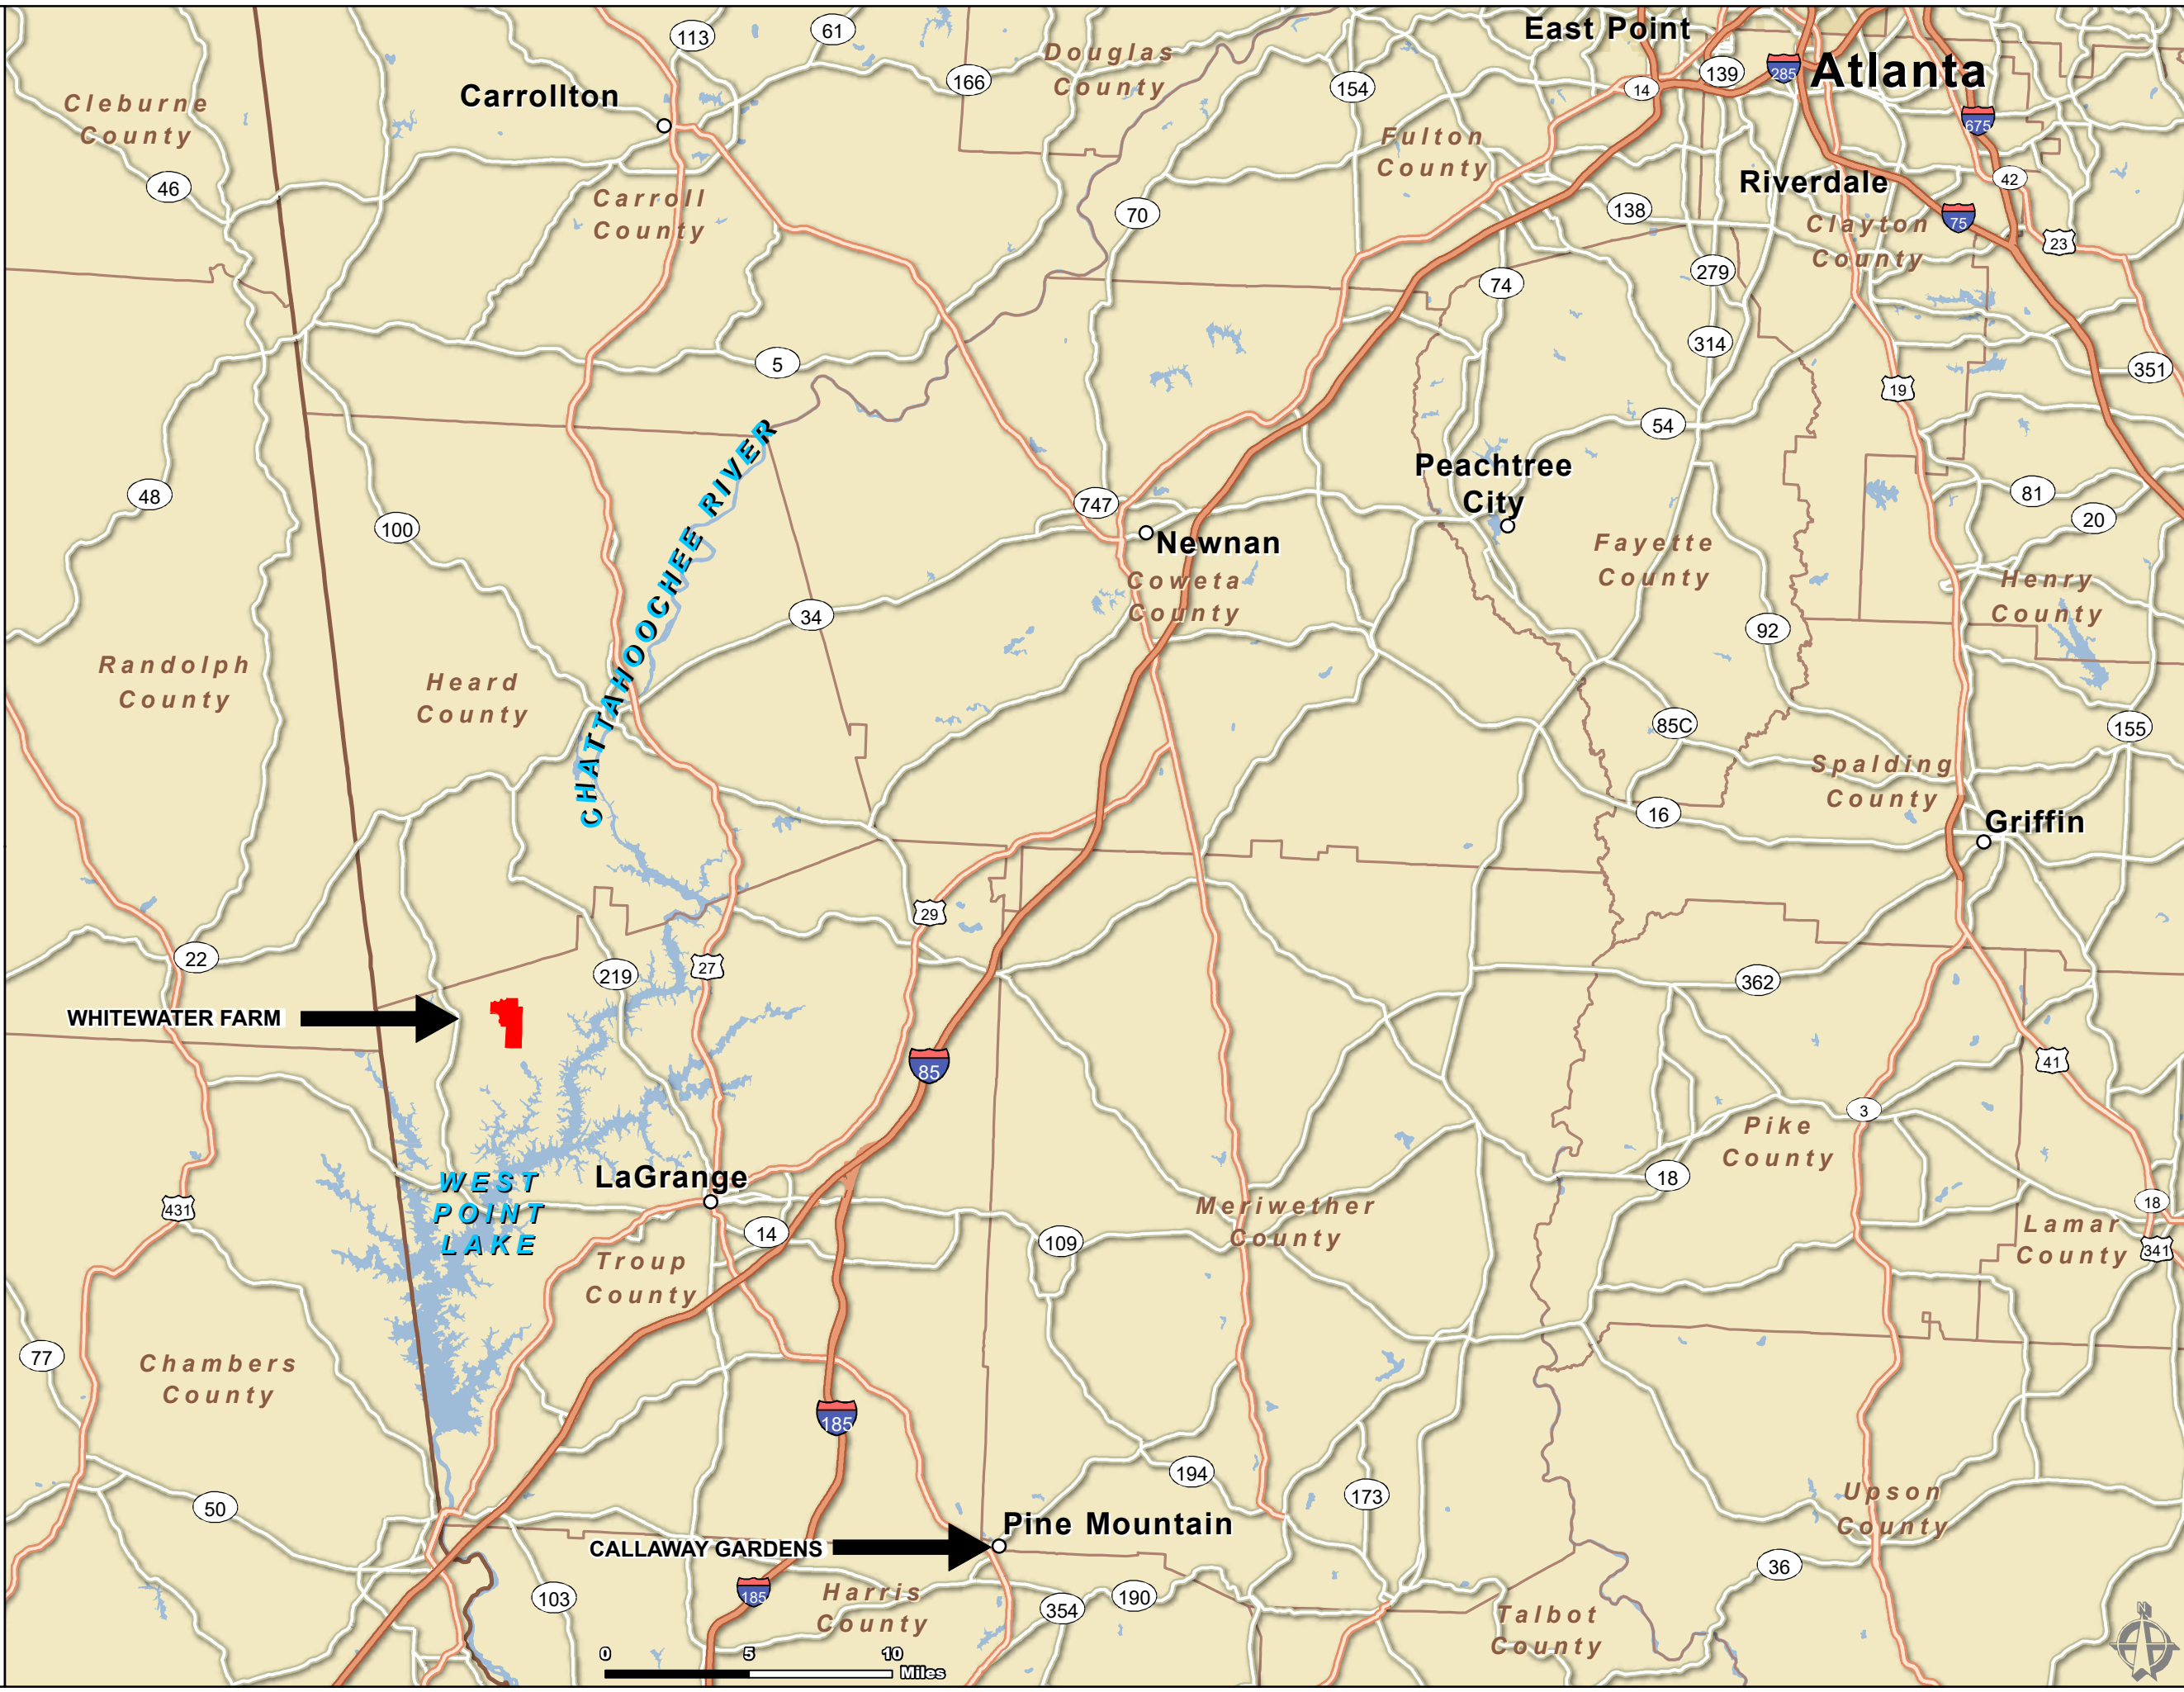 East Point
113
61
Douglas
County
Atlanta
139
285
166
154
14
Carrollton
Cleburne
County
675
Fulton
County
46
Riverdale
42
Carroll
County
70
138
Clayton
County
75
23
74
279
314
5
351
19
54
CHATTAHOOCHEE RIVER
Peachtree
City
48
100
747
81
20
Newnan
Fayette
County
Coweta
County
Henry
County
34
92
Randolph
County
Heard
County
85C
155
Spalding
County
16
Griffin
29
22
219
27
362
WHITEWATER FARM
85
41
3
Pike
County
WEST
POINT
LAKE
LaGrange
18
431
Meriwether
County
18
14
109
Lamar
County
341
Troup
County
77
Chambers
County
185
194
173
50
Upson
County
Pine Mountain
CALLAWAY GARDENS
36
185
103
Harris
County
354
190
Talbot
County
0
5
10
Miles
N